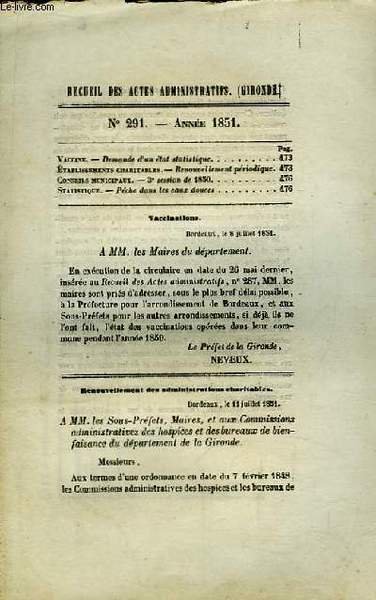 Le-livre.com
RECUEIL DES ACTES ADMINISTRATIFS. (GIRONDE)
N° 291. — ANNÉE 1851.
Pag.
VACCINE. — Demande d'un état statistique. . . . . . . . . . 473
ÉTABLISSEMENTS CHARITABLES. — Renouvellement périodique. 473
CONSEILS MUNICIPAUX. — 3e session de 1850. . . . . . . . . 476
STATISTIQUE. — Pêche dans les eaux douces . . . . . . . . . 476
Vaccinations.
Bordeaux, le 8 juillet 1851.
A MM. les Maires du département.
En exécution de la circulaire en date du 26 mai dernier,
insérée au Recueil des Actes administratifs, n° 287, MM. les
maires sont priés d'adresser, sous le plus bref délai possible,
à la Préfecture pour l'arrondissement de Bordeaux, et aux
Sous-Préfets pour les autres arrondissements, si déjà ils ne
l'ont fait, l'état des vaccinations opérées dans leur com-
mune pendant l'année 1850.
Le Préfet de la Gironde,
NEVEUX.
Renouvellement des administrations charitables.
Bordeaux, le 11 juillet 1851.
A MM. les Sous-Préfets, Maires, et aux Commissions
administratives des hospices et des bureaux de bien-
faisance du département de la Gironde.
Messieurs,
Aux termes d'une ordonnance en date du 7 février 1848,
les Commissions administratives des hospices et les bureaux de